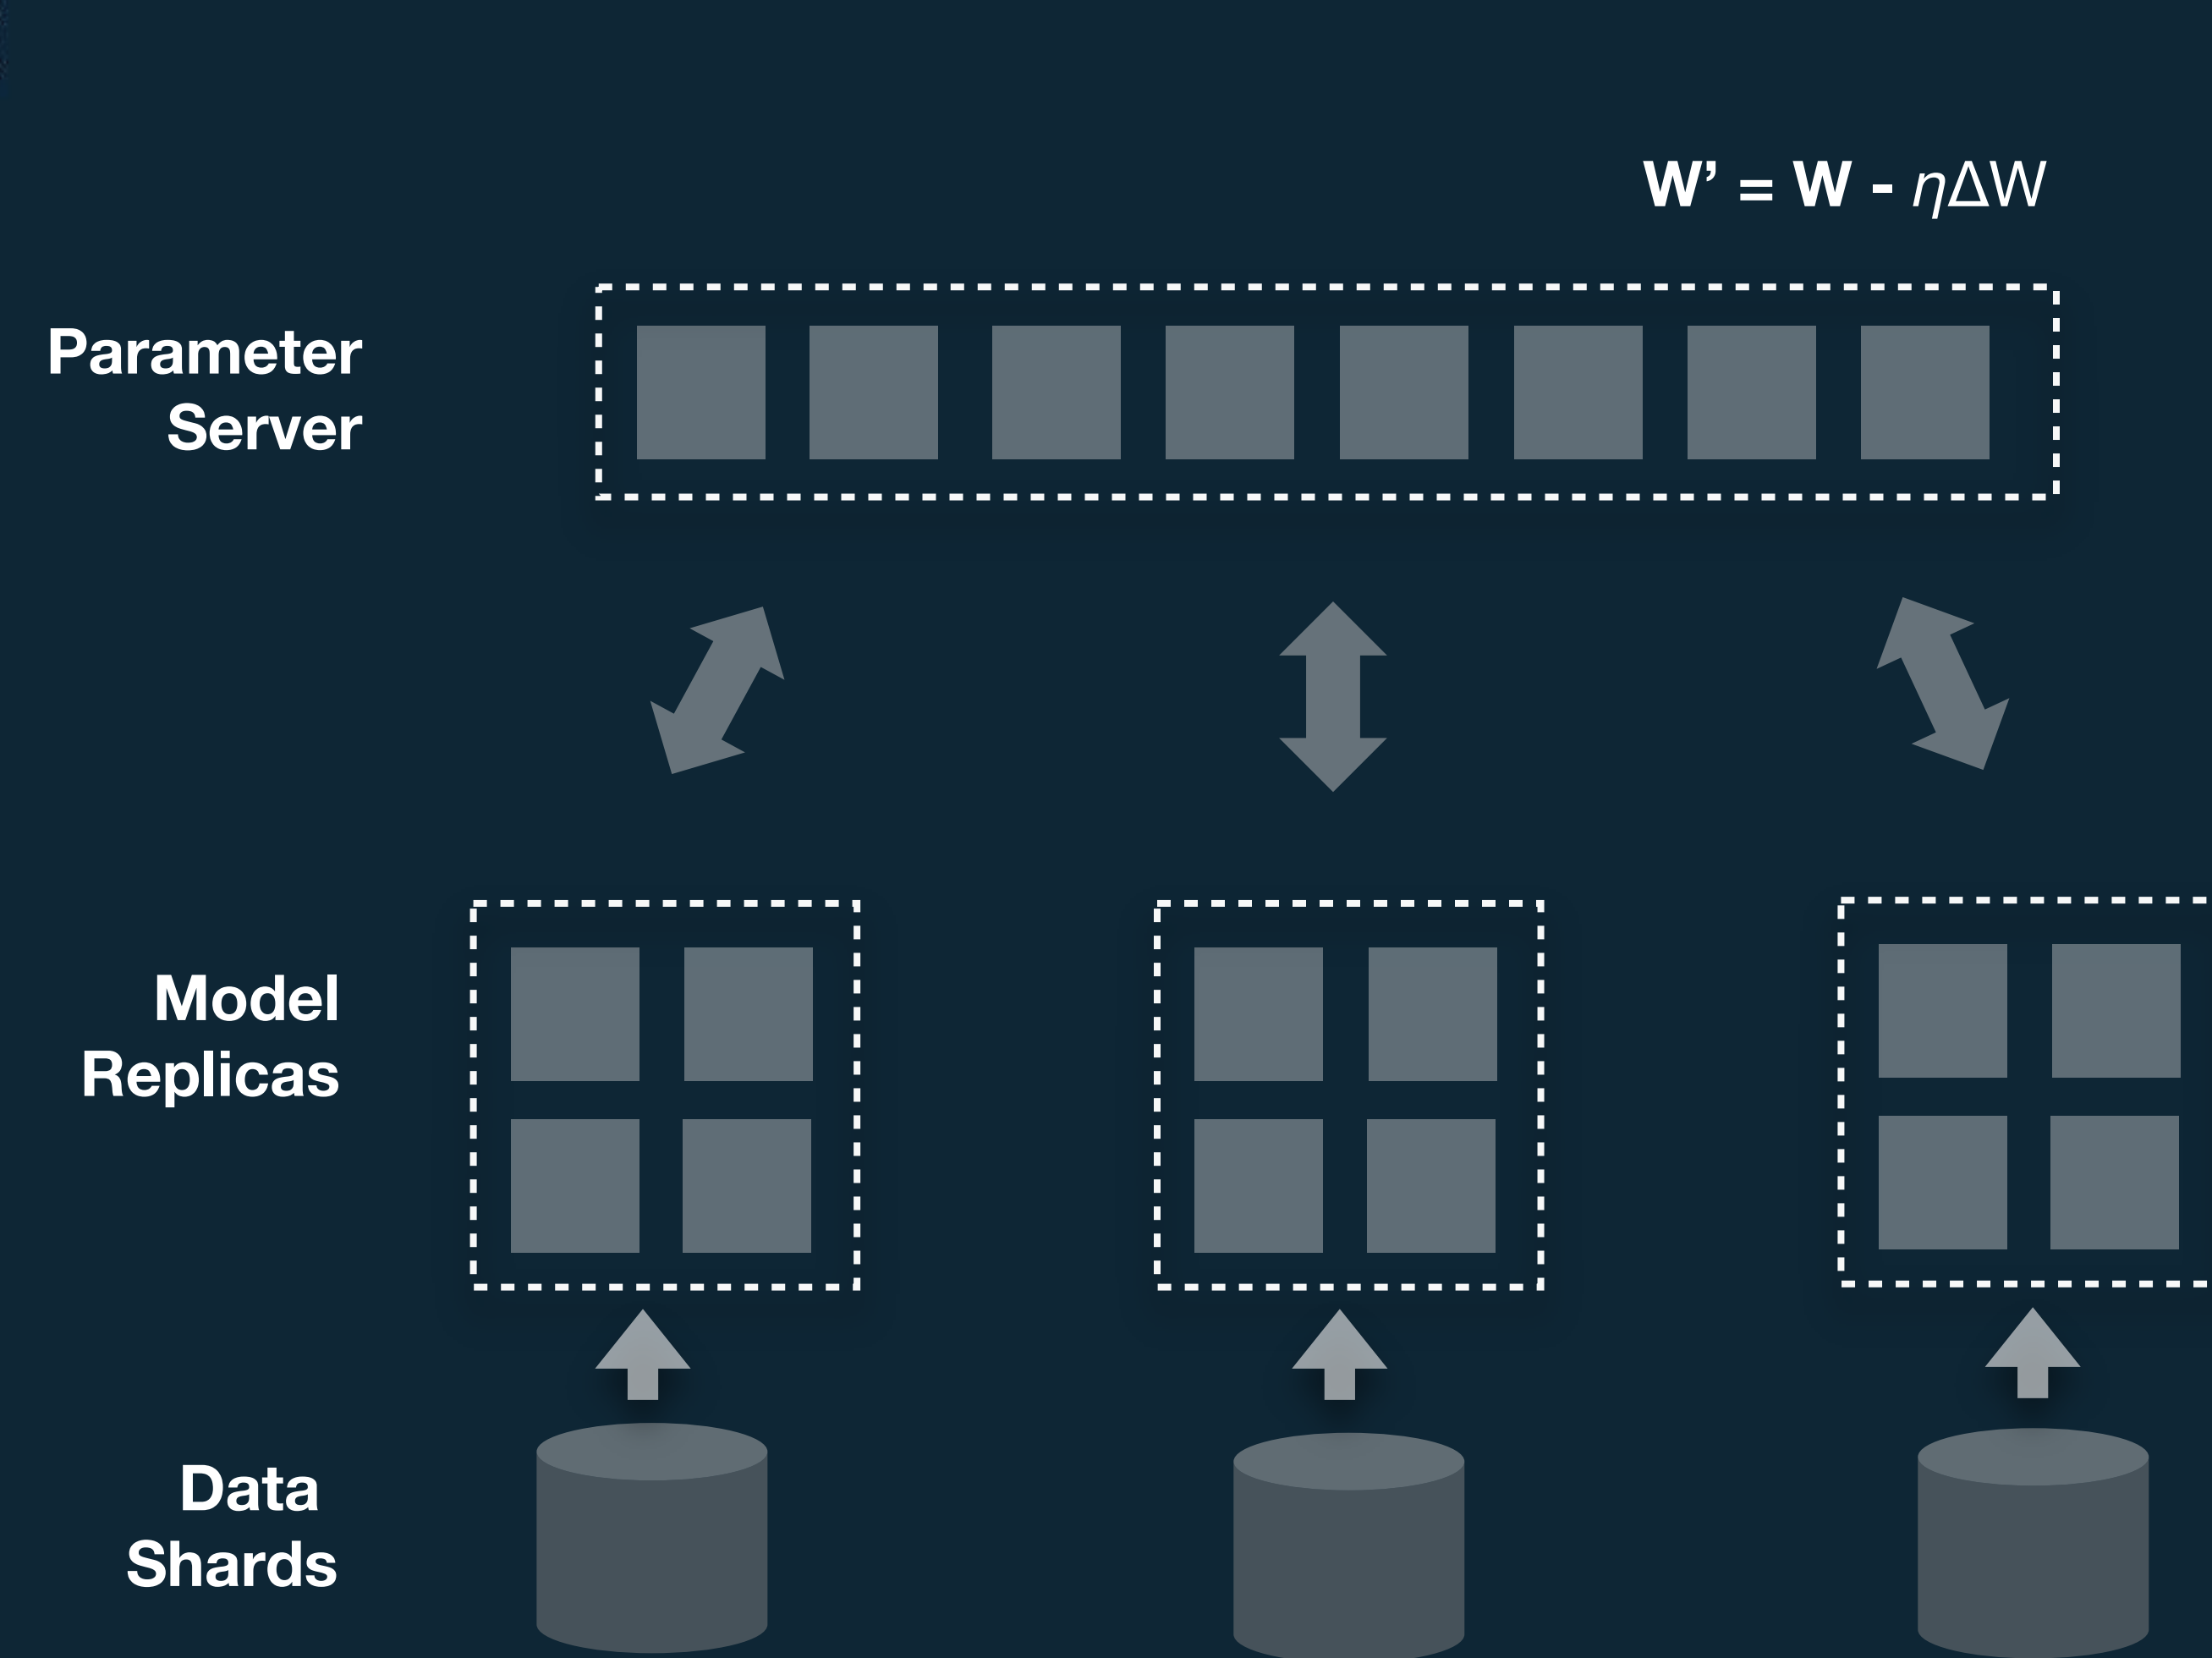 W’ = W - ηΔW
Parameter
Server
Model
Replicas
Data
Shards